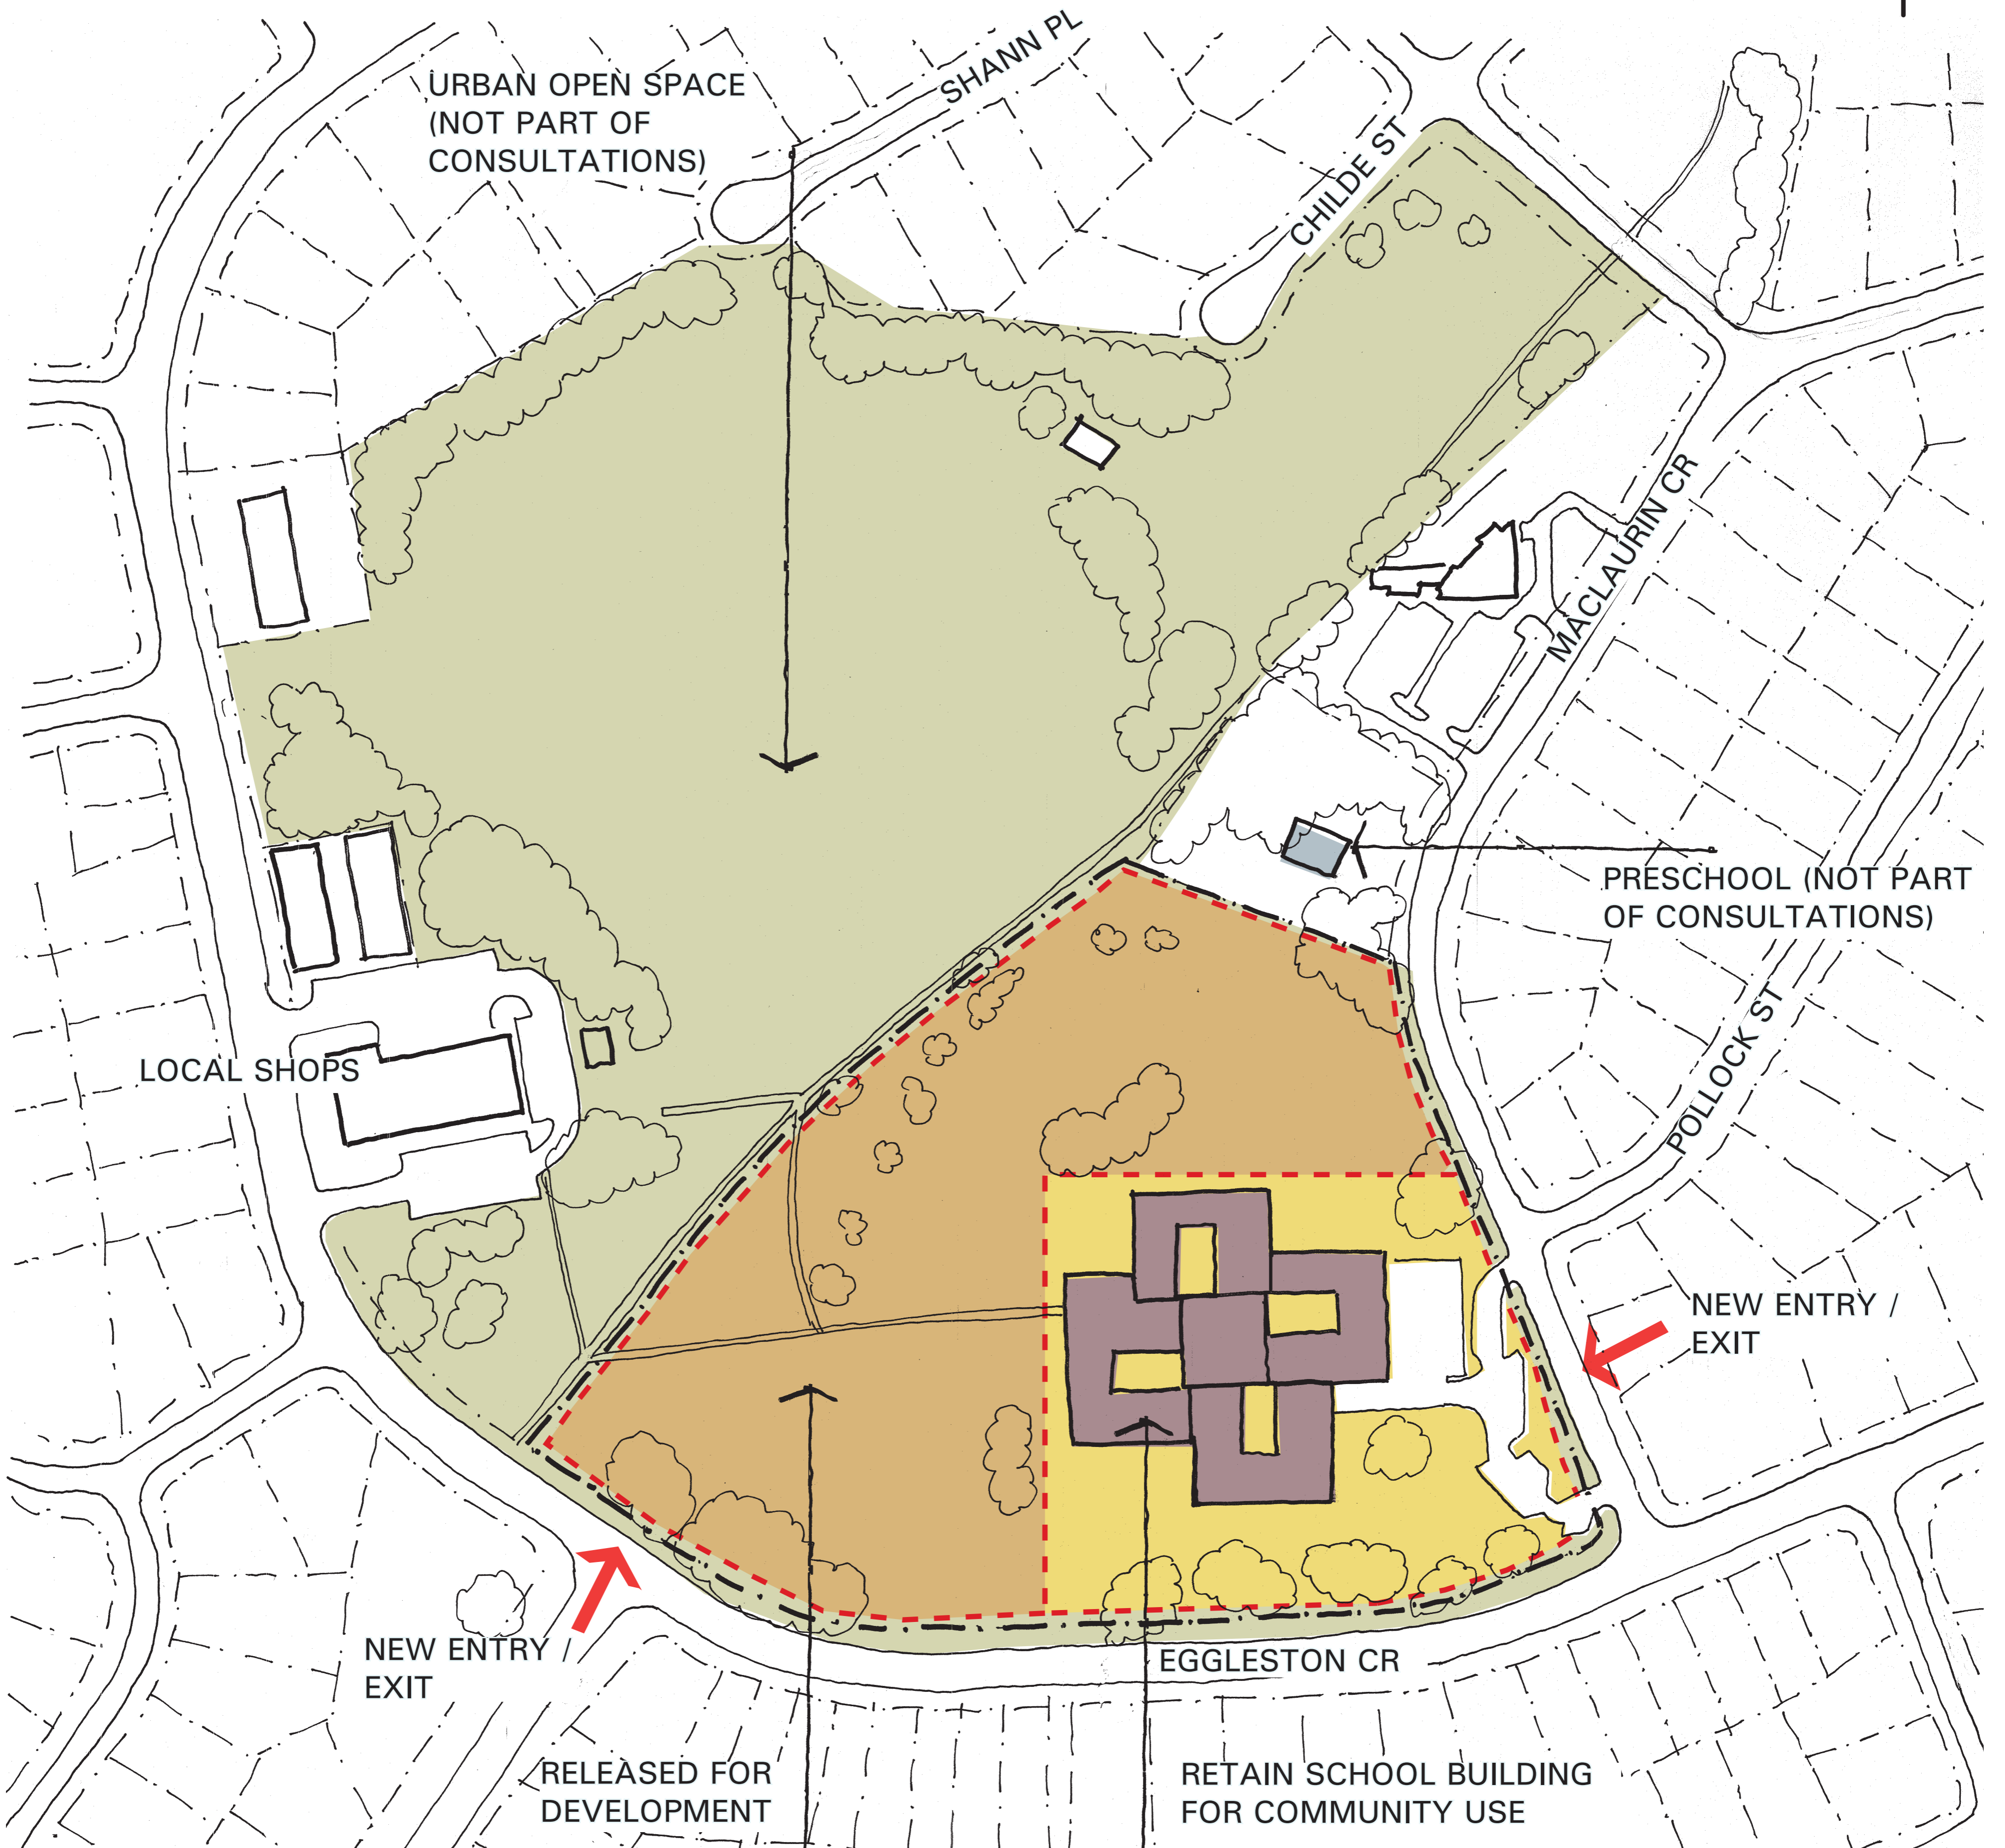 SHANN PL
URBAN OPEN SPACE
(NOT PART OF
CONSULTATIONS)
CHILDE ST
MACLAURIN CR
PRESCHOOL (NOT PART
OF CONSULTATIONS)
LOCAL SHOPS
POLLOCK ST
NEW ENTRY /
EXIT
NEW ENTRY /
EXIT
EGGLESTON CR
RELEASED FOR
DEVELOPMENT
RETAIN SCHOOL BUILDING
FOR COMMUNITY USE